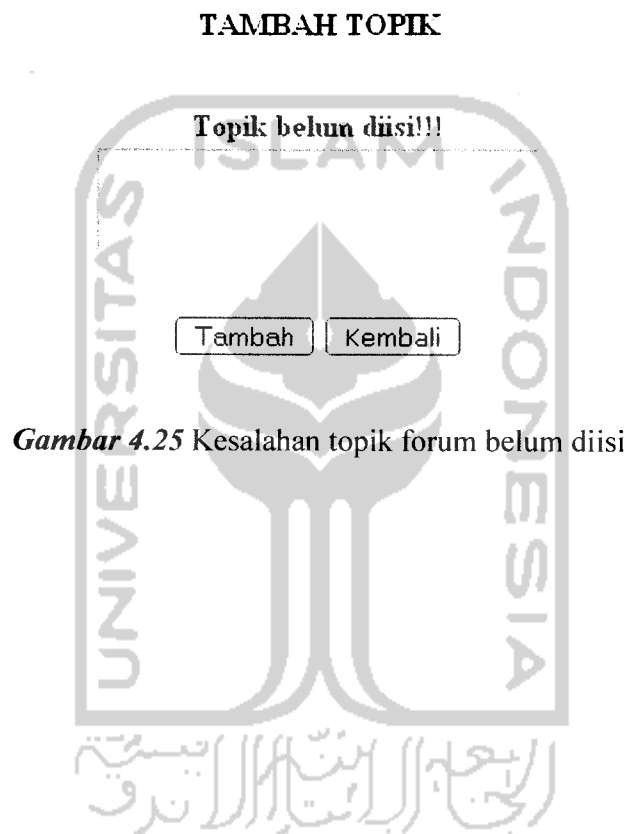 TAMBAH TOPIK
Topik belun diisi!!!
Tambah Kembali
Gambar 4.25 Kesalahan topik forum belum diisi
UNIVERSITAS
ISLAM
INDONESIA